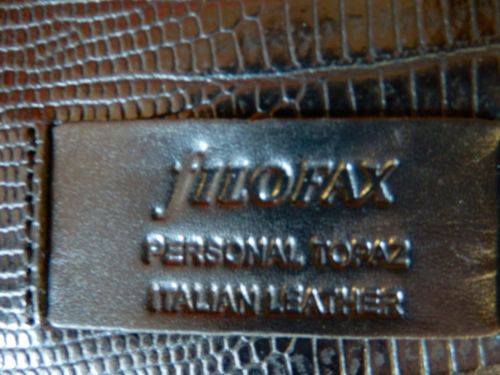 fILOFAX
PERSONAL TOPAZ
ITALIAN LEATHER